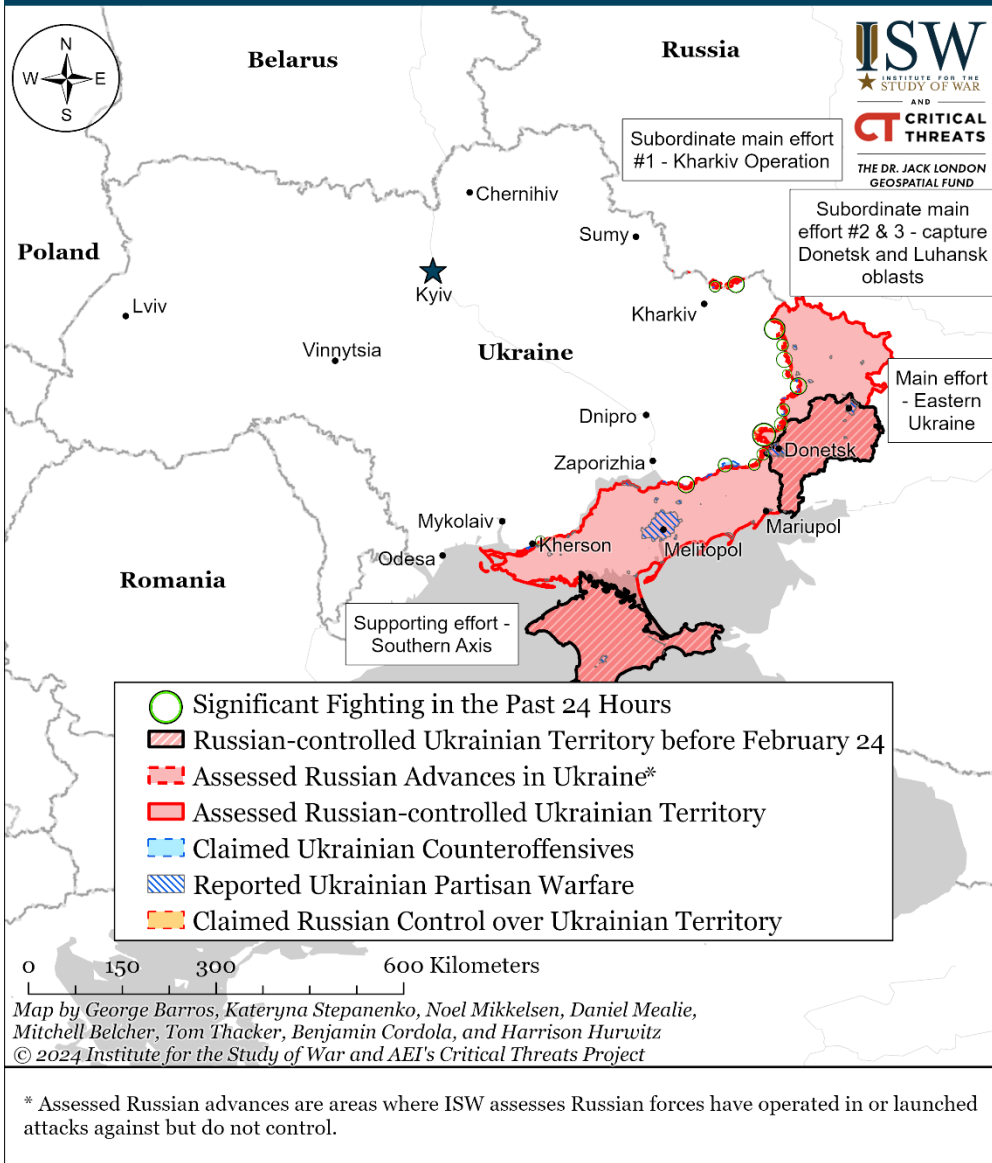 N
W
E
S
Belarus
Russia
ISW
INSTITUTE FOR THE
STUDY OF WAR
AND
CT CRITICAL
THREATS
THE DR. JACK LONDON
GEOSPATIAL FUND
Subordinate main effort
#1 - Kharkiv Operation
Subordinate main
effort #2 & 3 - capture
Donetsk and Luhansk
oblasts
Chernihiv
Sumy
Poland
Kyiv
Lviv
Kharkiv
Vinnytsia
Ukraine
Main effort
- Eastern
Ukraine
Dnipro
Donetsk
Zaporizhia
Mykolaiv
Mariupol
Kherson
Melitopol
Odesa
Romania
Supporting effort -
Southern Axis
Significant Fighting in the Past 24 Hours
Russian-controlled Ukrainian Territory before February 24
Assessed Russian Advances in Ukraine*
Assessed Russian-controlled Ukrainian Territory
Claimed Ukrainian Counteroffensives
Reported Ukrainian Partisan Warfare
Claimed Russian Control over Ukrainian Territory
0 150 300 600 Kilometers
Map by George Barros, Kateryna Stepanenko, Noel Mikkelsen, Daniel Mealie,
Mitchell Belcher, Tom Thacker, Benjamin Cordola, and Harrison Hurwitz
© 2024 Institute for the Study of War and AEI's Critical Threats Project
* Assessed Russian advances are areas where ISW assesses Russian forces have operated in or launched
attacks against but do not control.